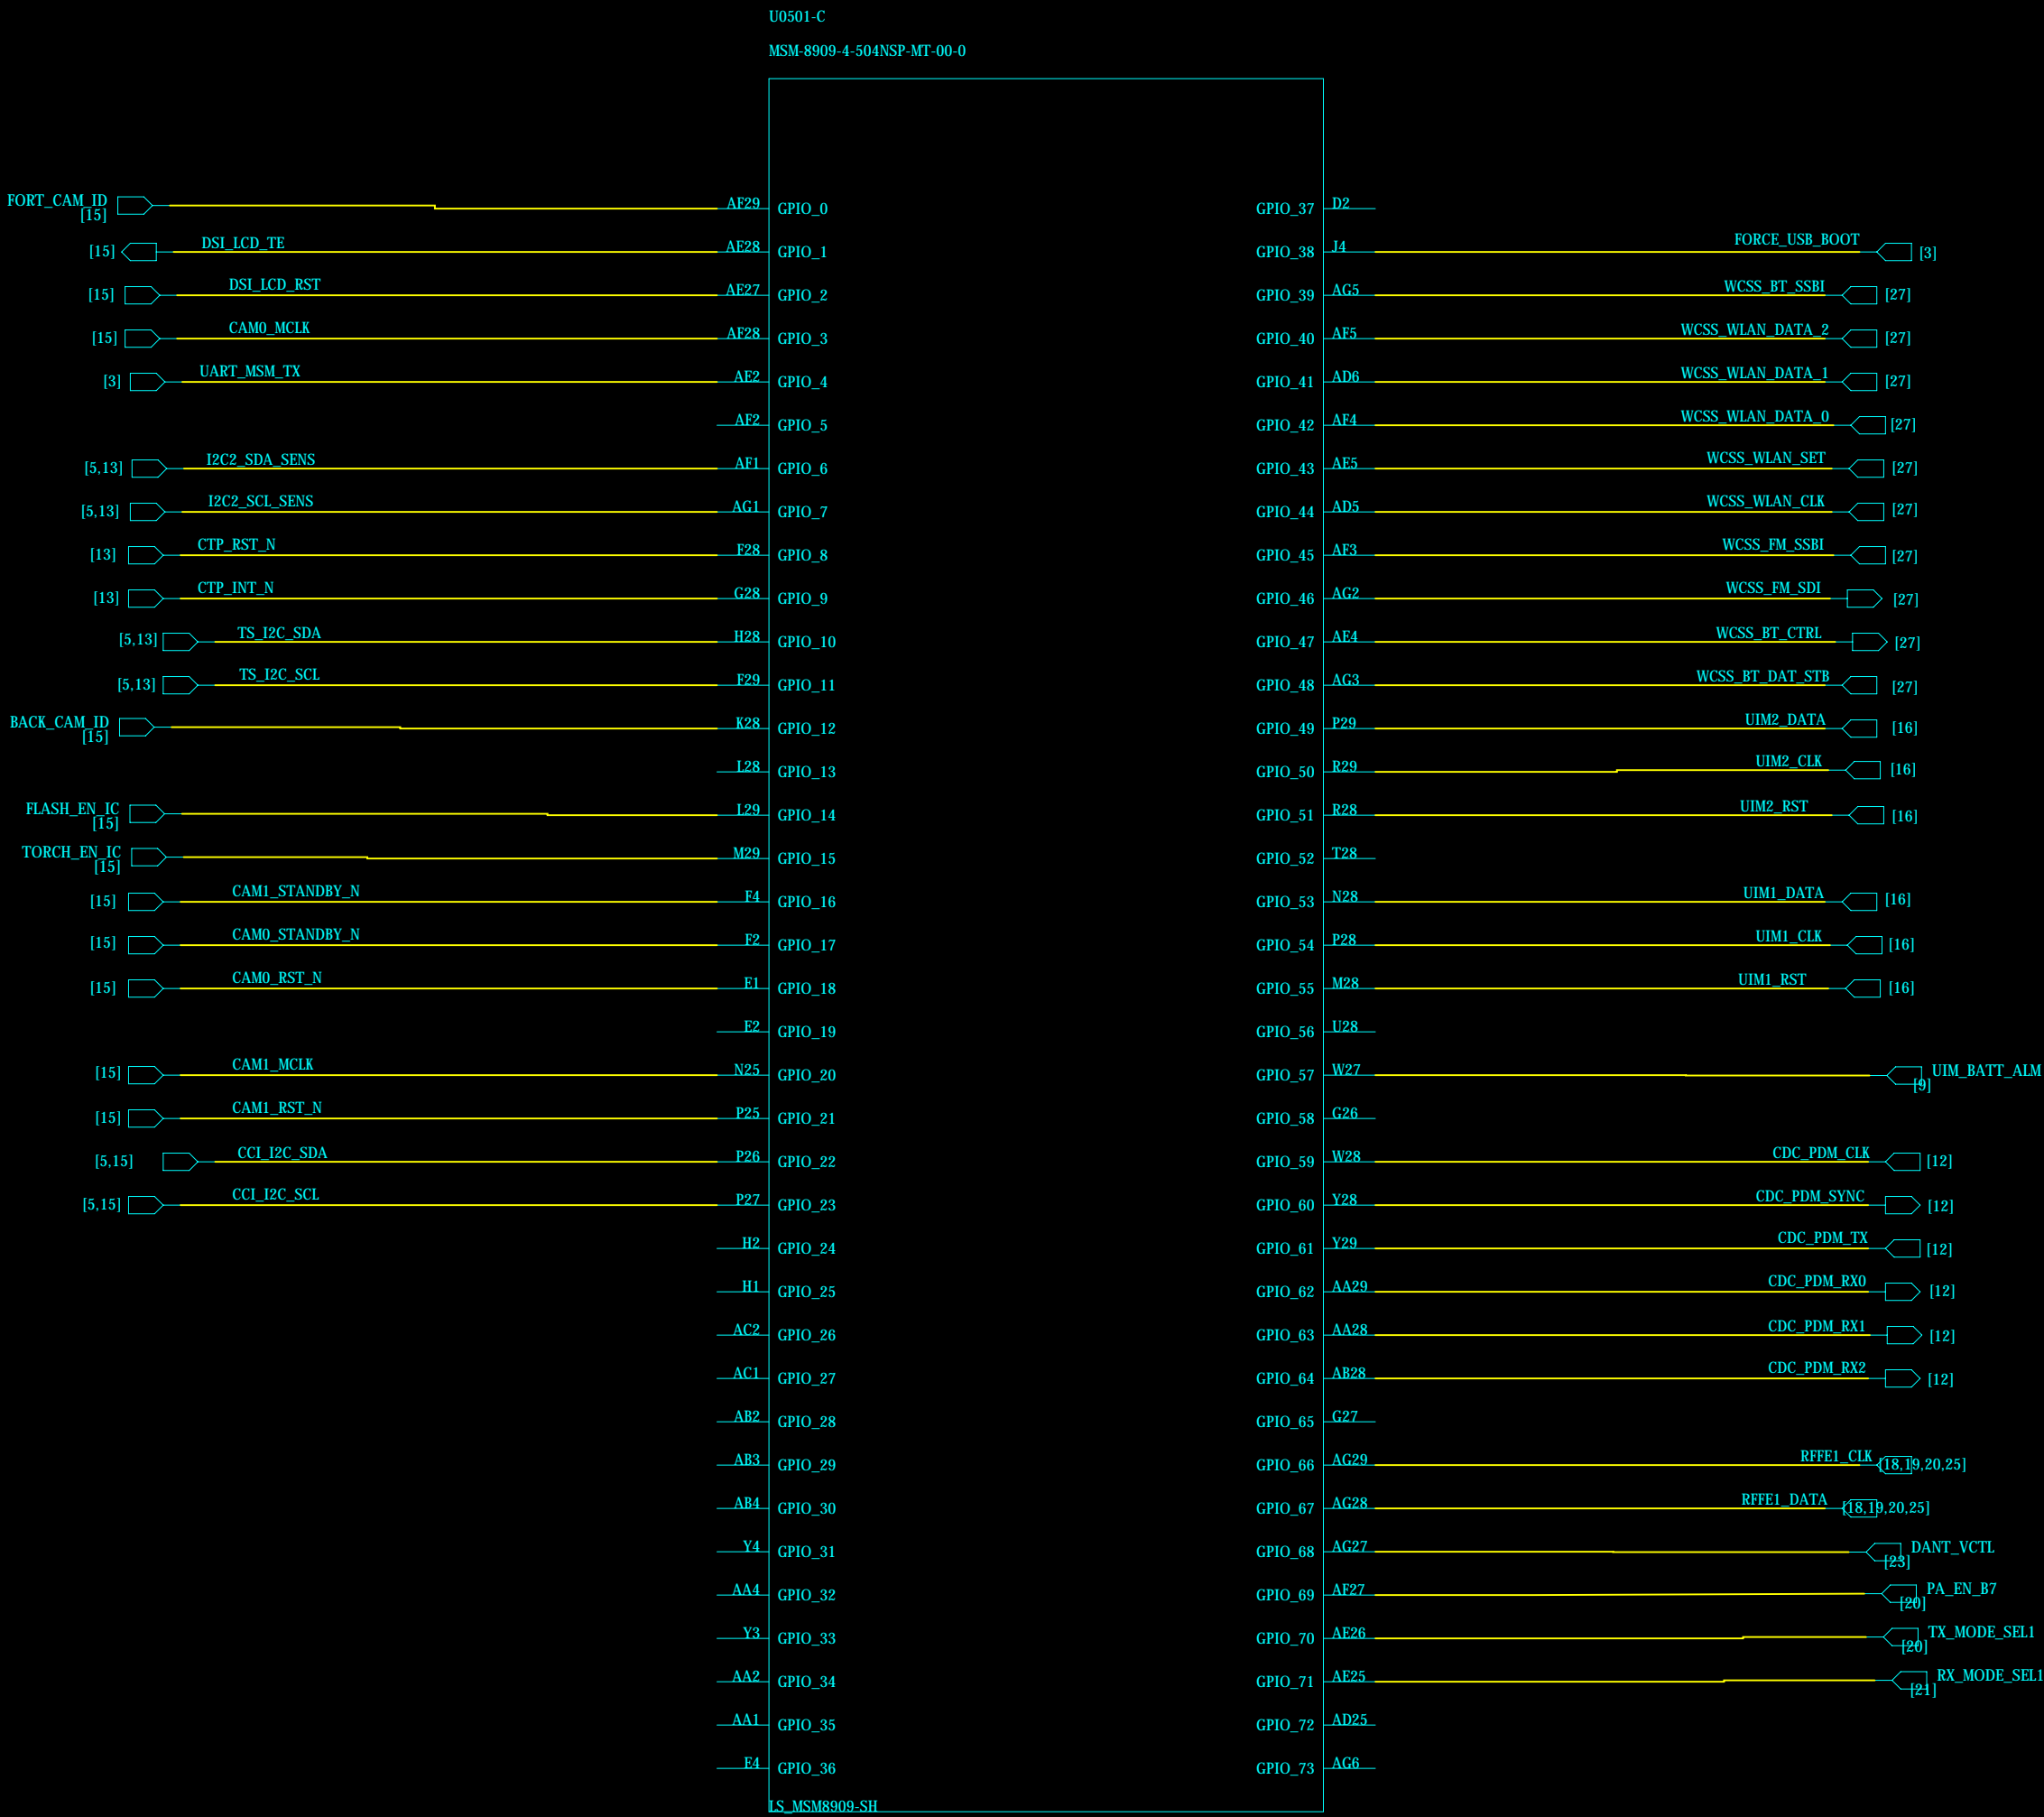 U0501-C
MSM-8909-4-504NSP-MT-00-0
FORT_CAM_ID
[15]
AF29 GPIO_0
[15] DSI_LCD_TE AE28 GPIO_1
[15] DSI_LCD_RST AE27 GPIO_2
[15] CAM0_MCLK AF28 GPIO_3
[3] UART_MSM_TX AE2 GPIO_4
AF2 GPIO_5
[5,13] I2C2_SDA_SENS AF1 GPIO_6
[5,13] I2C2_SCL_SENS AG1 GPIO_7
[13] CTP_RST_N F28 GPIO_8
[13] CTP_INT_N G28 GPIO_9
[5,13] TS_I2C_SDA H28 GPIO_10
[5,13] TS_I2C_SCL F29 GPIO_11
BACK_CAM_ID
[15]
K28 GPIO_12
L28 GPIO_13
FLASH_EN_IC
[15]
L29 GPIO_14
TORCH_EN_IC
[15]
M29 GPIO_15
[15] CAM1_STANDBY_N F4 GPIO_16
[15] CAM0_STANDBY_N F2 GPIO_17
[15] CAM0_RST_N E1 GPIO_18
E2 GPIO_19
[15] CAM1_MCLK N25 GPIO_20
[15] CAM1_RST_N P25 GPIO_21
[5,15] CCI_I2C_SDA P26 GPIO_22
[5,15] CCI_I2C_SCL P27 GPIO_23
H2 GPIO_24
H1 GPIO_25
AC2 GPIO_26
AC1 GPIO_27
AB2 GPIO_28
AB3 GPIO_29
AB4 GPIO_30
Y4 GPIO_31
AA4 GPIO_32
Y3 GPIO_33
AA2 GPIO_34
AA1 GPIO_35
E4 GPIO_36
GPIO_37 D2
GPIO_38 J4 FORCE_USB_BOOT [3]
GPIO_39 AG5 WCSS_BT_SSBI [27]
GPIO_40 AF5 WCSS_WLAN_DATA_2 [27]
GPIO_41 AD6 WCSS_WLAN_DATA_1 [27]
GPIO_42 AF4 WCSS_WLAN_DATA_0 [27]
GPIO_43 AE5 WCSS_WLAN_SET [27]
GPIO_44 AD5 WCSS_WLAN_CLK [27]
GPIO_45 AF3 WCSS_FM_SSBI [27]
GPIO_46 AG2 WCSS_FM_SDI [27]
GPIO_47 AE4 WCSS_BT_CTRL [27]
GPIO_48 AG3 WCSS_BT_DAT_STB [27]
GPIO_49 P29 UIM2_DATA [16]
GPIO_50 R29 UIM2_CLK [16]
GPIO_51 R28 UIM2_RST [16]
GPIO_52 T28
GPIO_53 N28 UIM1_DATA [16]
GPIO_54 P28 UIM1_CLK [16]
GPIO_55 M28 UIM1_RST [16]
GPIO_56 U28
GPIO_57 W27 UIM_BATT_ALM
[9]
GPIO_58 G26
GPIO_59 W28 CDC_PDM_CLK [12]
GPIO_60 Y28 CDC_PDM_SYNC [12]
GPIO_61 Y29 CDC_PDM_TX [12]
GPIO_62 AA29 CDC_PDM_RX0 [12]
GPIO_63 AA28 CDC_PDM_RX1 [12]
GPIO_64 AB28 CDC_PDM_RX2 [12]
GPIO_65 G27
GPIO_66 AG29 RFFE1_CLK [18,19,20,25]
GPIO_67 AG28 RFFE1_DATA [18,19,20,25]
GPIO_68 AG27 DANT_VCTL
[23]
GPIO_69 AF27 PA_EN_B7
[20]
GPIO_70 AE26 TX_MODE_SEL1
[20]
GPIO_71 AE25 RX_MODE_SEL1
[21]
GPIO_72 AD25
GPIO_73 AG6
LS_MSM8909-SH